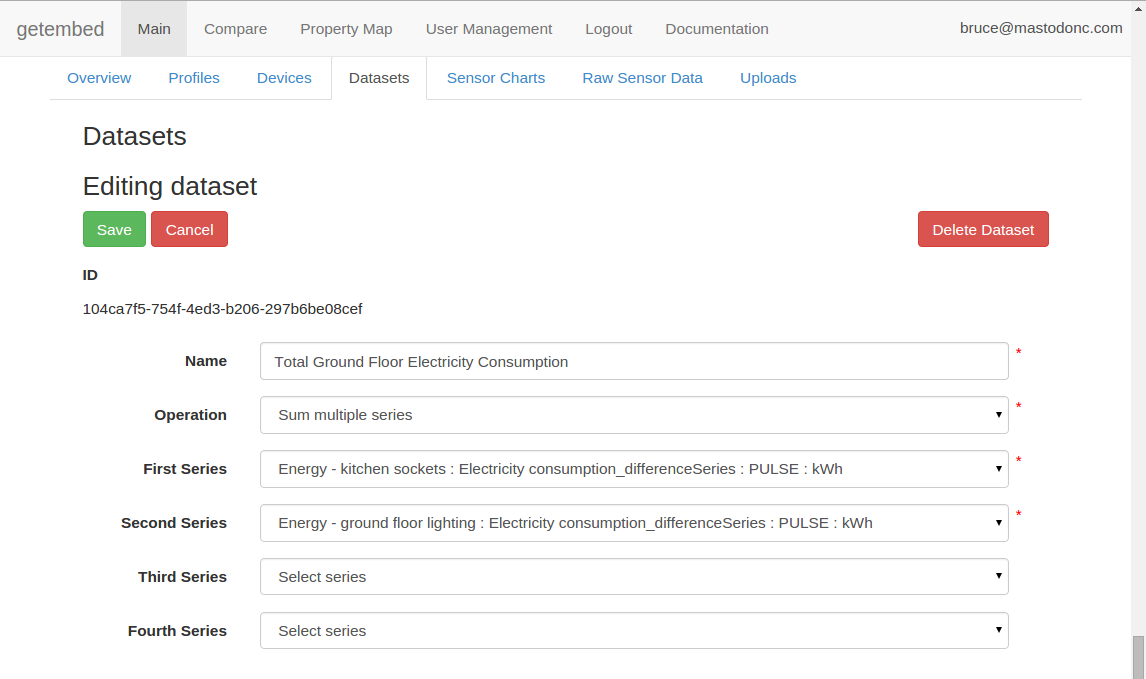 getembed Main Compare Property Map User Management Logout Documentation bruce@mastodonc.com
Overview Profiles Devices Datasets Sensor Charts Raw Sensor Data Uploads
Datasets
Editing dataset
Save Cancel Delete Dataset
ID
104ca7f5-754f-4ed3-b206-297b6be08cef
Name Total Ground Floor Electricity Consumption *
Operation Sum multiple series *
First Series Energy - kitchen sockets : Electricity consumption_differenceSeries : PULSE : kWh *
Second Series Energy - ground floor lighting : Electricity consumption_differenceSeries : PULSE : kWh *
Third Series Select series
Fourth Series Select series